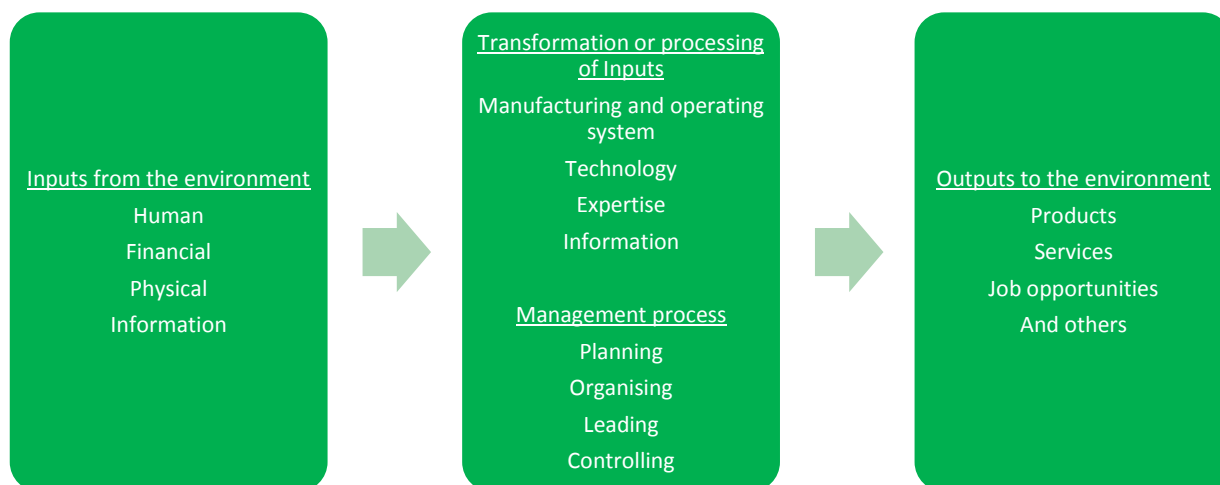 Inputs from the environment
Human
Financial
Physical
Information
Transformation or processing
of Inputs
Manufacturing and operating
system
Technology
Expertise
Information
Management process
Planning
Organising
Leading
Controlling
Outputs to the environment
Products
Services
Job opportunities
And others